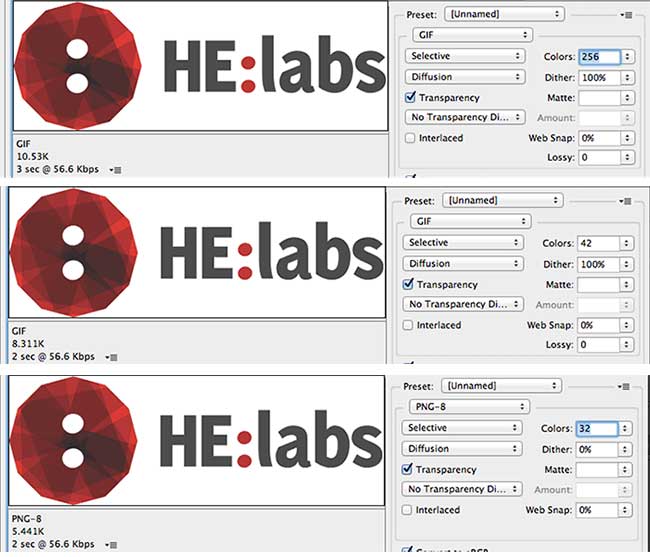 Preset: [Unnamed]
GIF
Selective Colors: 256
Diffusion Dither: 100%
Transparency Matte:
No Transparency Di... Amount:
Interlaced Web Snap: 0%
Lossy: 0
HE:labs
GIF
10.53K
3 sec @ 56.6 Kbps
Preset: [Unnamed]
GIF
Selective Colors: 42
Diffusion Dither: 100%
Transparency Matte:
No Transparency Di... Amount:
Interlaced Web Snap: 0%
Lossy: 0
HE:labs
GIF
8.311K
2 sec @ 56.6 Kbps
Preset: [Unnamed]
PNG-8
Selective Colors: 32
Diffusion Dither: 0%
Transparency Matte:
No Transparency Di... Amount:
Interlaced Web Snap: 0%
HE:labs
PNG-8
5.441K
2 sec @ 56.6 Kbps